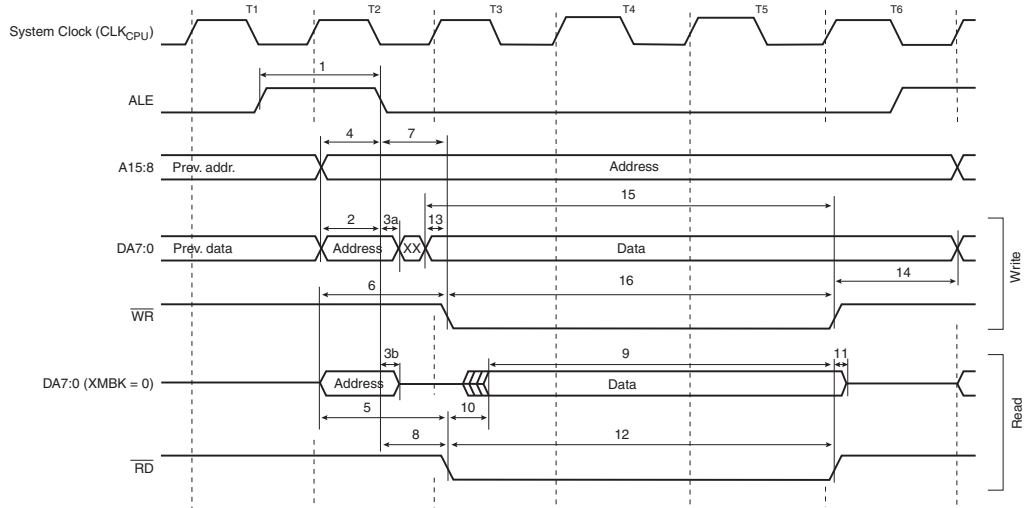 T1 T2 T3 T4 T5 T6
System Clock (CLKCPU)
1
ALE
4 7
A15:8 Prev. addr. Address
15
2 3a 13
DA7:0 Prev. data Address XX Data
14
6 16
WR
Write
3b 9 11
DA7:0 (XMBK = 0) Address Data
5 10
8 12
RD
Read